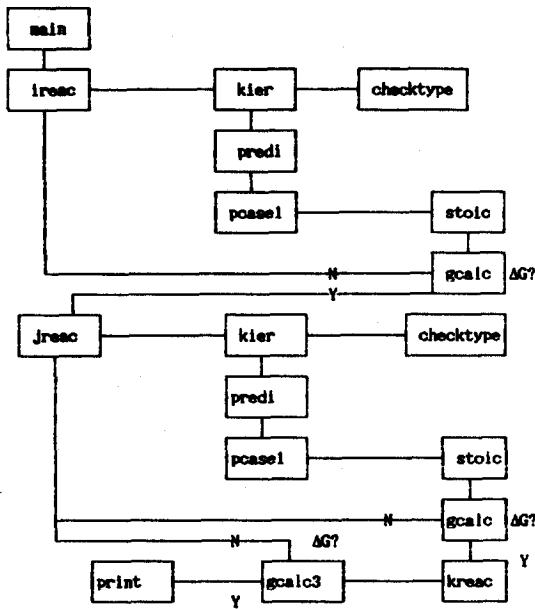 main
ireac kier checktype
predi
pcase1 stoic
gcalc ΔG?
N
Y
jreac kier checktype
predi
pcase1 stoic
gcalc ΔG?
N
N ΔG?
Y
print gcalc3 kreac
Y